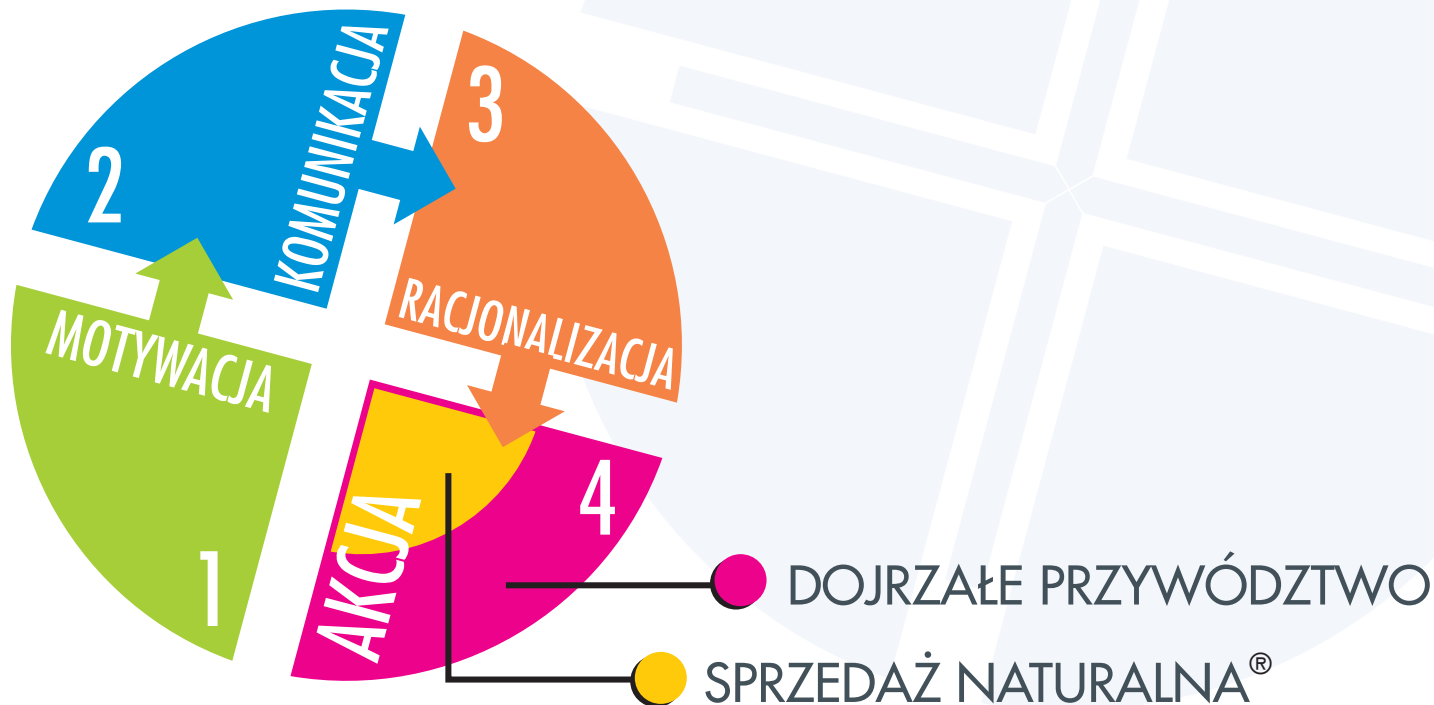 1
MOTYWACJA
2
KOMUNIKACJA
3
RACJONALIZACJA
4
AKCJA
DOJRZAŁE PRZYWÓDZTWO
SPRZEDAŻ NATURALNA®